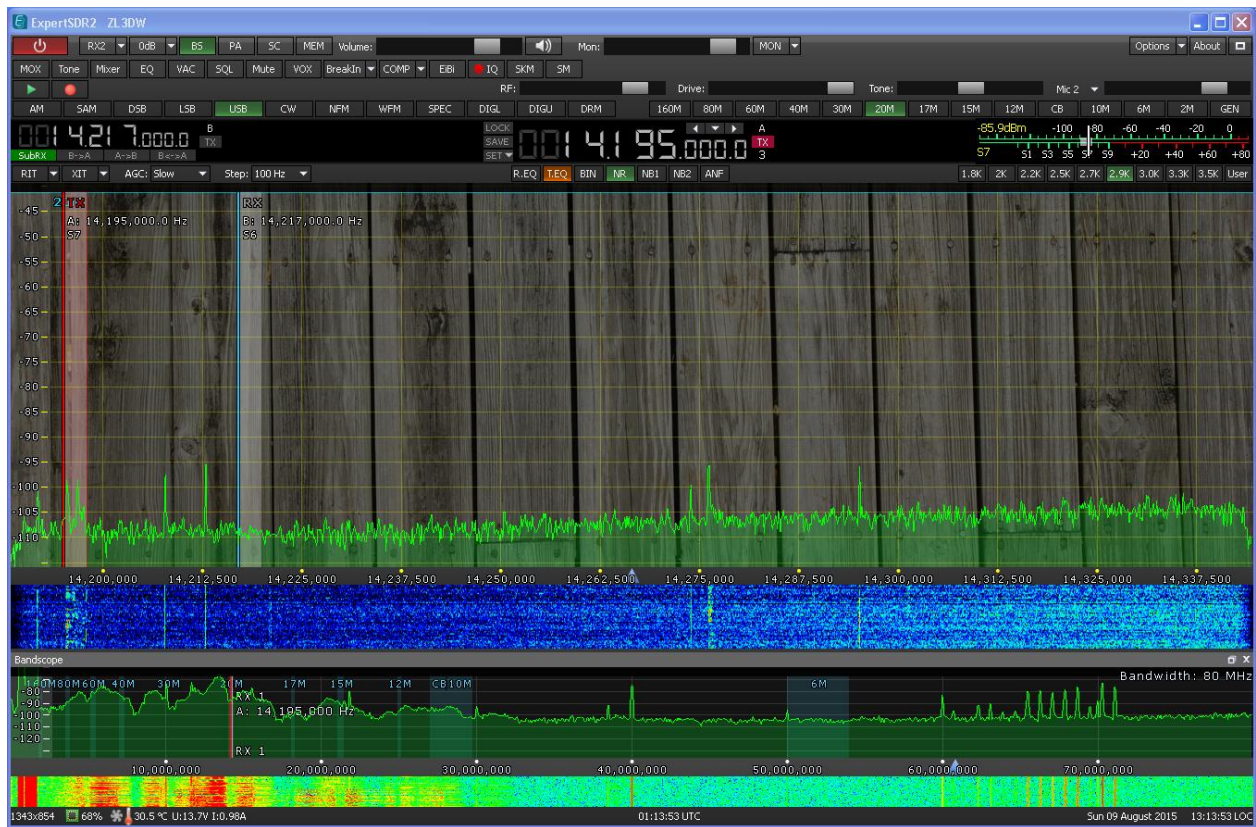 ExpertSDR2 ZL3DW
RX2 0dB BS PA SC MEM Volume: Mon: MON Options About
MOX Tone Mixer EQ VAC SQL Mute VOX BreakIn COMP EiBi IQ SKM SM
RF: Drive: Tone: Mic 2
AM SAM DSB LSB USB CW NFM WFM SPEC DIGL DIGU DRM 160M 80M 60M 40M 30M 20M 17M 15M 12M CB 10M 6M 2M GEN
14.217.000.0 B TX LOCK SAVE SET 14.195.000.0 A TX 3 -85.9dBm -100 -80 -60 -40 -20 0
SubRX B->A A->B B<->A S7 S1 S3 S5 S7 S9 +20 +40 +60 +80
RIT XIT AGC: Slow Step: 100 Hz R.EQ T.EQ BIN NR NB1 NB2 ANF 1.8K 2K 2.2K 2.5K 2.7K 2.9K 3.0K 3.3K 3.5K User
2 TX RX
-45
A: 14,195,000.0 Hz B: 14,217,000.0 Hz
S7 S6
-50
-55
-60
-65
-70
-75
-80
-85
-90
-95
-100
-105
-110
14,200,000 14,212,500 14,225,000 14,237,500 14,250,000 14,262,500 14,275,000 14,287,500 14,300,000 14,312,500 14,325,000 14,337,500
Bandscope
160M 80M 60M 40M 30M 20M 17M 15M 12M CB10M 6M Bandwidth: 80 MHz
-80
RX 1
-90
A: 14 195,000 Hz
-100
-110
-120
RX 1
10,000,000 20,000,000 30,000,000 40,000,000 50,000,000 60,000,000 70,000,000
1343x854 68% 30.5 ℃ U:13.7V I:0.98A 01:13:53 UTC Sun 09 August 2015 13:13:53 LOC